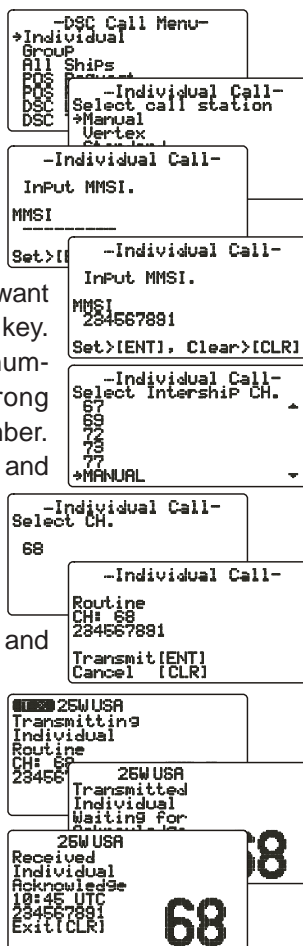 -DSC Call Menu-
→Individual
Group
All Ships
POS Request
POS
DSC
DSC
-Individual Call-
Select call station
→Manual
Vertex
-Individual Call-
Input MMSI.
MMSI
_________
Set>[E
-Individual Call-
Input MMSI.
MMSI
234567891
Set>[ENT], Clear>[CLR]
want
key.
num-
rong
nber.
and
-Individual Call-
Select Intership CH.
67
69
72
73
77
→MANUAL
-Individual Call-
Select CH.
68
-Individual Call-
Routine
CH: 68
234567891
Transmit[ENT]
Cancel [CLR]
and
25W USA
Transmitting
Individual
Routine
CH: 68
23456
25W USA
Transmitted
Individual
Waiting for
Acknowledge
68
25W USA
Received
Individual
Acknowledge
10:45 UTC
234567891
Exit[CLR]
68